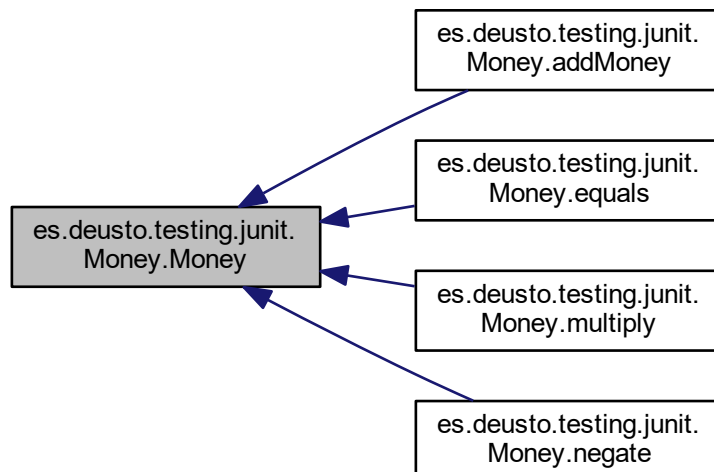 es.deusto.testing.junit.
Money.addMoney
es.deusto.testing.junit.
Money.equals
es.deusto.testing.junit.
Money.Money
es.deusto.testing.junit.
Money.multiply
es.deusto.testing.junit.
Money.negate